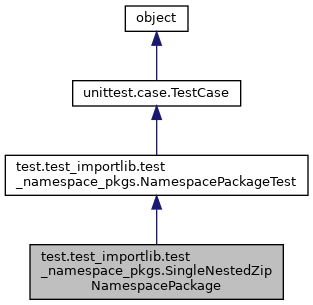 object
unittest.case.TestCase
test.test_importlib.test
_namespace_pkgs.NamespacePackageTest
test.test_importlib.test
_namespace_pkgs.SingleNestedZip
NamespacePackage